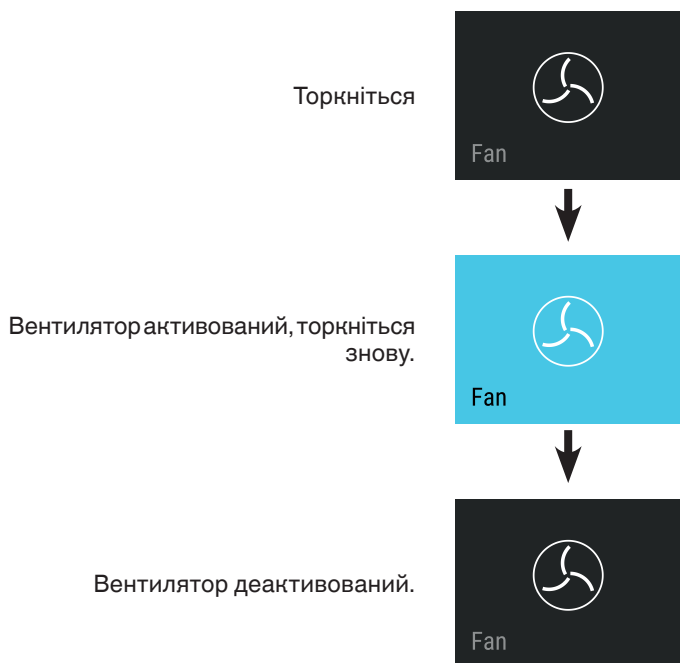 Торкніться
Fan
Вентилятор активований, торкніться
знову.
Fan
Вентилятор деактивований.
Fan